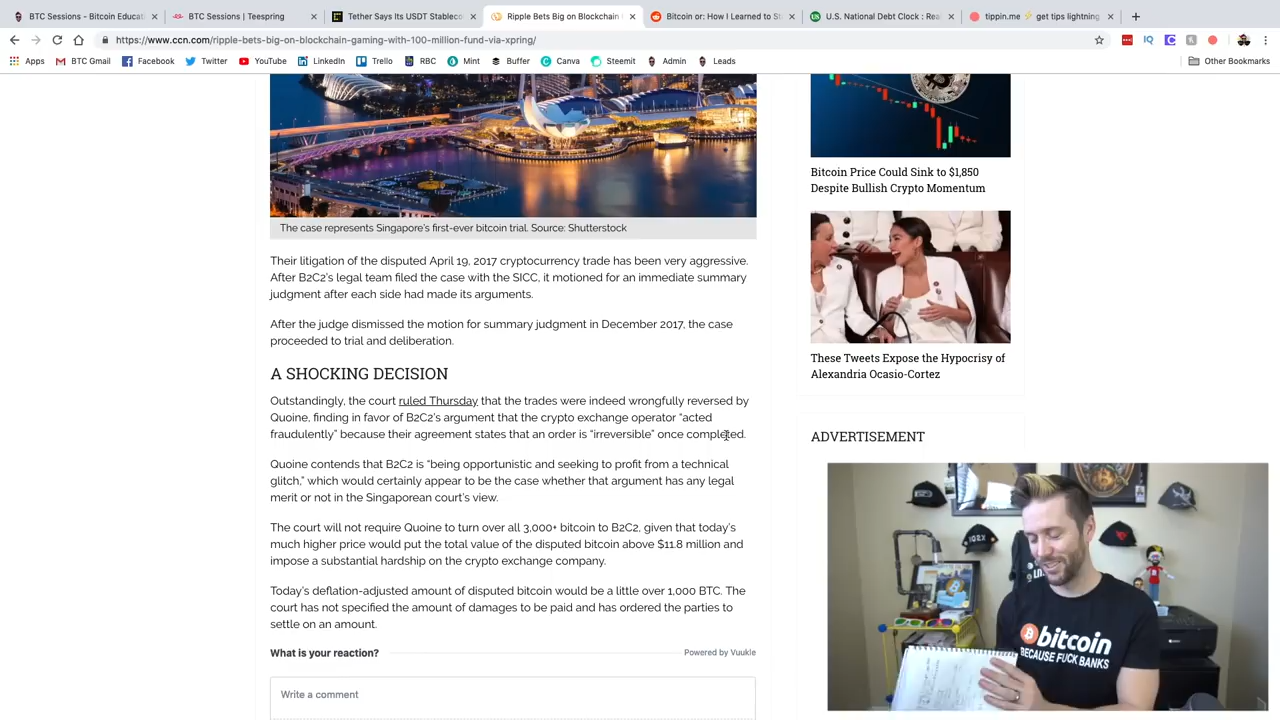 BTC Sessions - Bitcoin Educati
BTC Sessions | Teespring
Tether Says Its USDT Stableco
Ripple Bets Big on Blockchain
Bitcoin or: How I Learned to St
U.S. National Debt Clock : Rea
tippin.me ⚡ get tips lightning
https://www.ccn.com/ripple-bets-big-on-blockchain-gaming-with-100-million-fund-via-xpring/
Apps BTC Gmail Facebook Twitter YouTube LinkedIn Trello RBC Mint Buffer Canva Steemit Admin Leads Other Bookmarks
The case represents Singapore's first-ever bitcoin trial. Source: Shutterstock
Their litigation of the disputed April 19, 2017 cryptocurrency trade has been very aggressive.
After B2C2's legal team filed the case with the SICC, it motioned for an immediate summary
judgment after each side had made its arguments.
After the judge dismissed the motion for summary judgment in December 2017, the case
proceeded to trial and deliberation.
A SHOCKING DECISION
Outstandingly, the court ruled Thursday that the trades were indeed wrongfully reversed by
Quoine, finding in favor of B2C2's argument that the crypto exchange operator “acted
fraudulently” because their agreement states that an order is “irreversible” once completed.
Quoine contends that B2C2 is “being opportunistic and seeking to profit from a technical
glitch,” which would certainly appear to be the case whether that argument has any legal
merit or not in the Singaporean court's view.
The court will not require Quoine to turn over all 3,000+ bitcoin to B2C2, given that today's
much higher price would put the total value of the disputed bitcoin above $11.8 million and
impose a substantial hardship on the crypto exchange company.
Today's deflation-adjusted amount of disputed bitcoin would be a little over 1,000 BTC. The
court has not specified the amount of damages to be paid and has ordered the parties to
settle on an amount.
What is your reaction?
Powered by Vuukle
Write a comment
Bitcoin Price Could Sink to $1,850
Despite Bullish Crypto Momentum
These Tweets Expose the Hypocrisy of
Alexandria Ocasio-Cortez
ADVERTISEMENT
bitcoin
BECAUSE FUCK BANKS